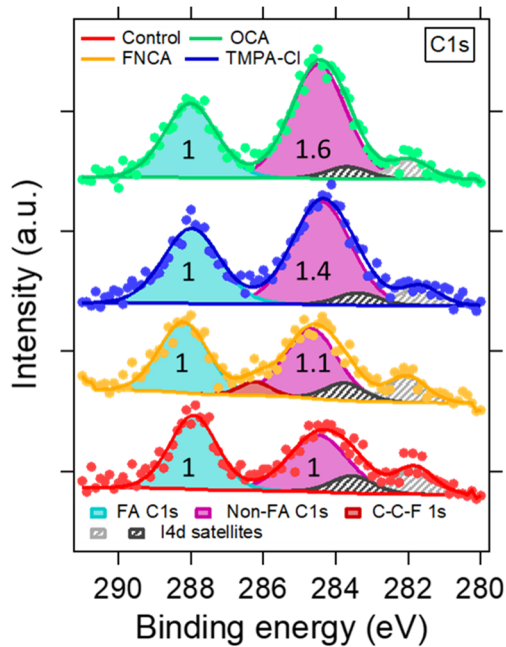 Control OCA C1s
FNCA TMPA-Cl
1 1.6
1 1.4
1 1.1
1 1
FA C1s Non-FA C1s C-C-F 1s
I4d satellites
290 288 286 284 282 280
Binding energy (eV)
Intensity (a.u.)